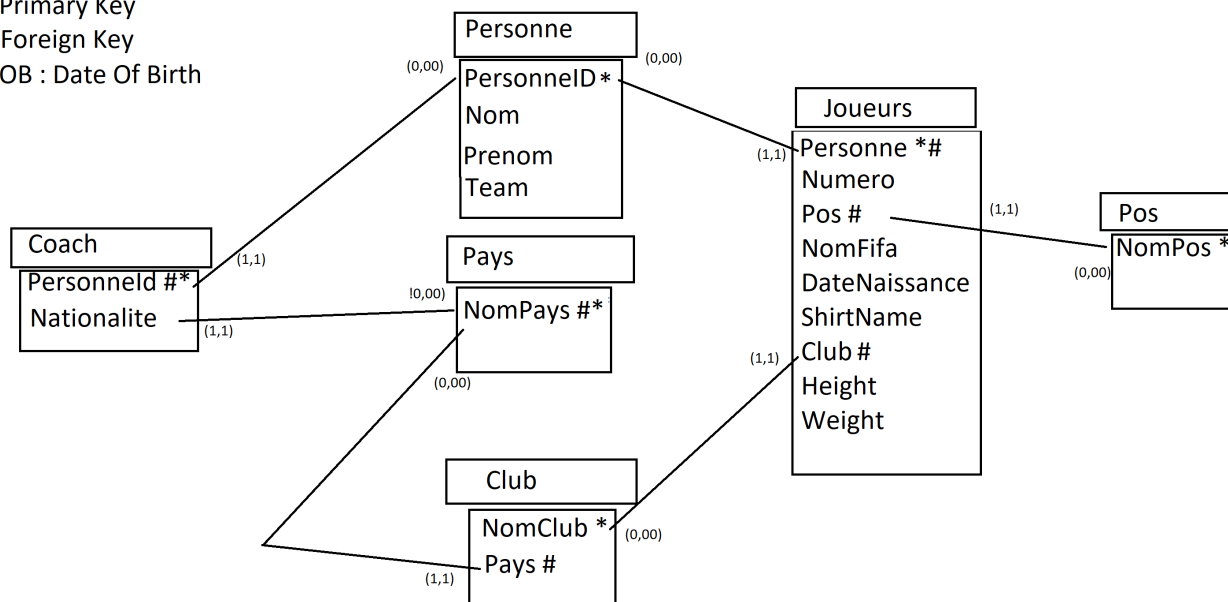 Primary Key
Foreign Key
OB : Date Of Birth
Personne
(0,00)
(0,00)
PersonneID *
Nom
Prenom
Team
Joueurs
(1,1)
Personne *#
Numero
Pos #
NomFifa
DateNaissance
ShirtName
Club #
Height
Weight
(1,1)
(1,1)
Pos
NomPos *
(0,00)
Coach
PersonneId #*
Nationalite
(1,1)
(1,1)
Pays
!0,00)
NomPays #*
(0,00)
Club
NomClub *
Pays #
(0,00)
(1,1)